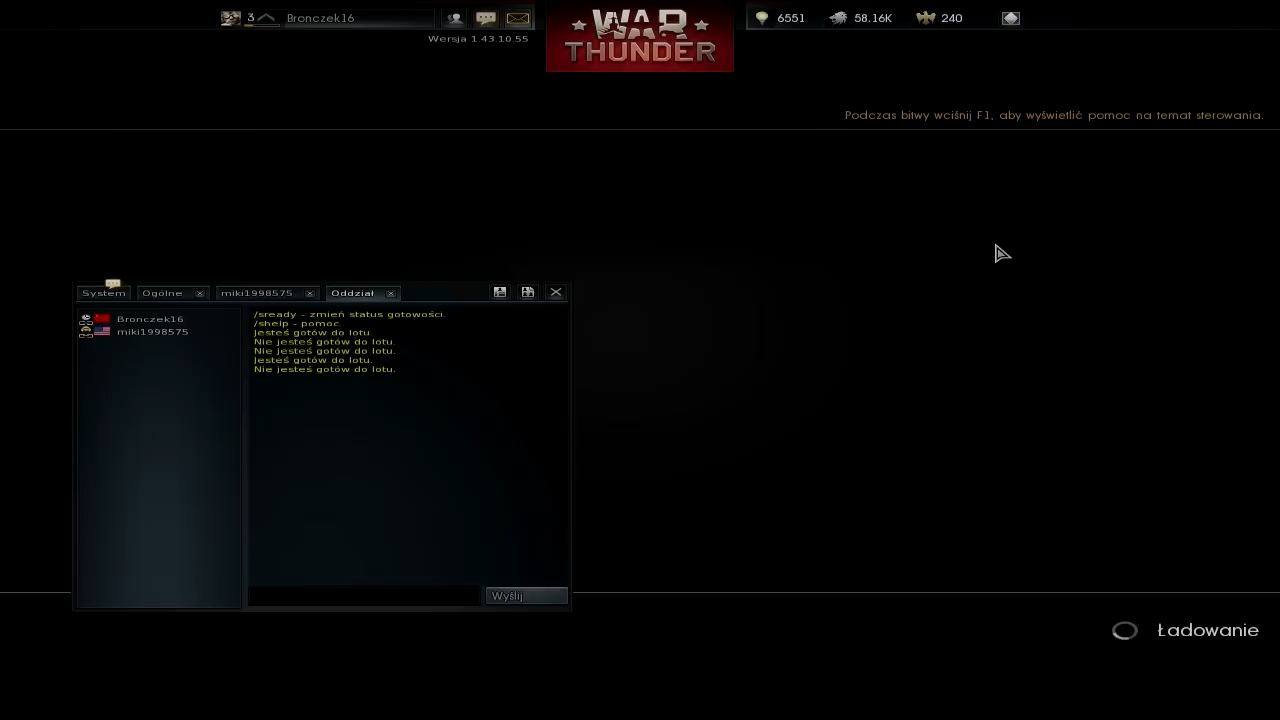 3
Bronczek16
Wersja 1.43.10.55
WAR
THUNDER
6551
58.16K
240
Podczas bitwy wciśnij F1, aby wyświetlić pomoc na temat sterowania.
System
Ogólne
miki1998575
Oddział
Bronczek16
miki1998575
/sready - zmień status gotowości.
/shelp - pomoc.
Jesteś gotów do lotu.
Nie jesteś gotów do lotu.
Nie jesteś gotów do lotu.
Jesteś gotów do lotu.
Nie jesteś gotów do lotu.
Wyślij
Ładowanie